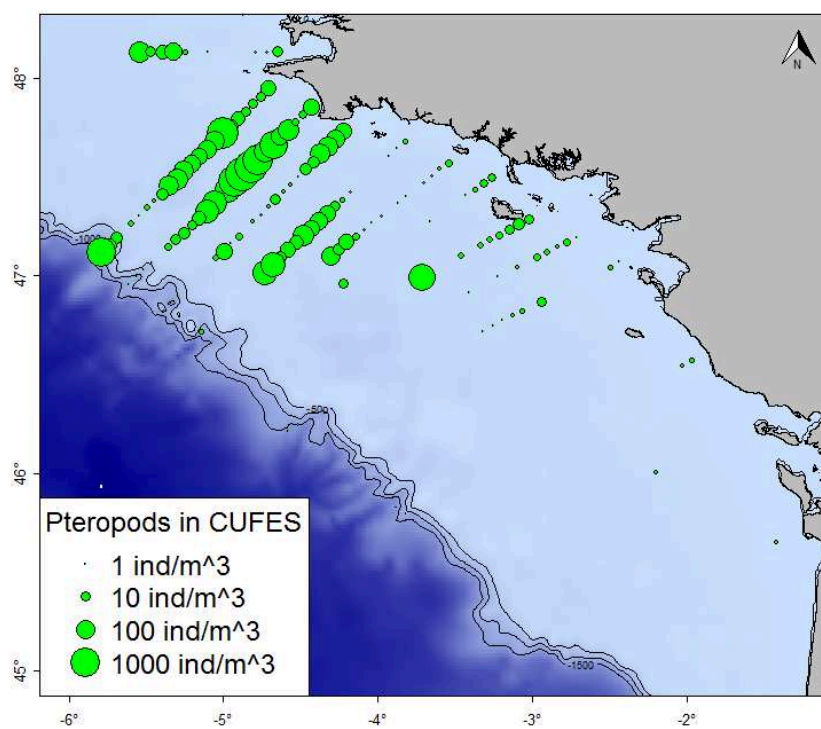 N
48°
47°
46°
45°
-1000
-500
-1500
Pteropods in CUFES
1 ind/m^3
10 ind/m^3
100 ind/m^3
1000 ind/m^3
-6° -5° -4° -3° -2°